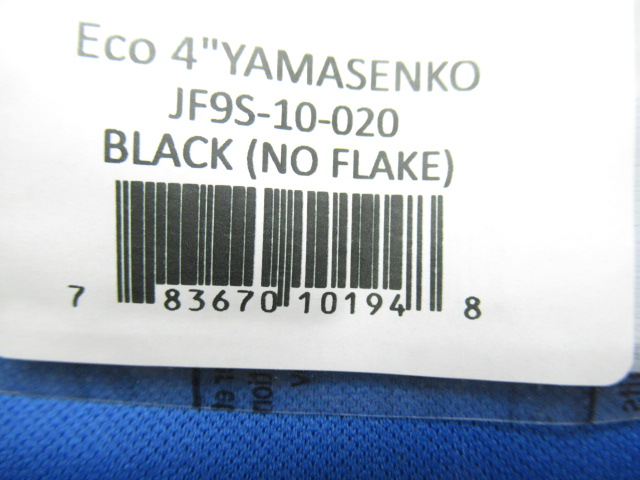 Eco 4"YAMASENKO
JF9S-10-020
BLACK (NO FLAKE)
7 83670 10194 8